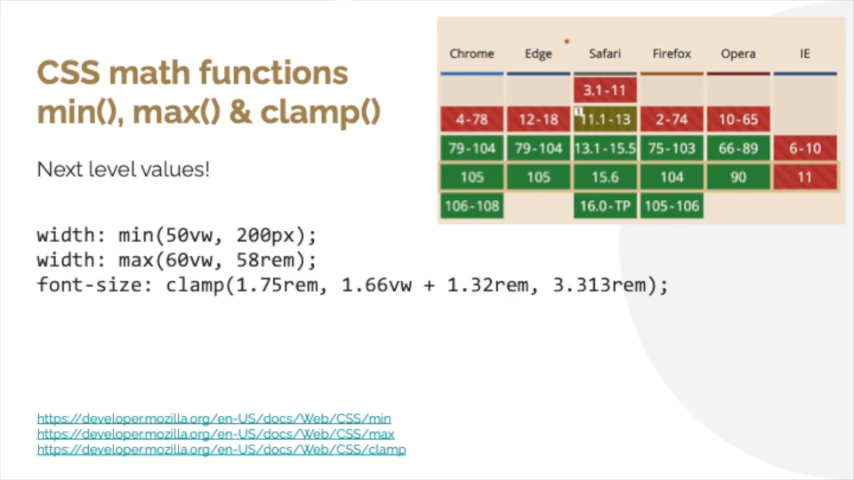 CSS math functions
min(), max() & clamp()
Next level values!
width: min(50vw, 200px);
width: max(60vw, 58rem);
font-size: clamp(1.75rem, 1.66vw + 1.32rem, 3.313rem);
https://developer.mozilla.org/en-US/docs/Web/CSS/min
https://developer.mozilla.org/en-US/docs/Web/CSS/max
https://developer.mozilla.org/en-US/docs/Web/CSS/clamp
Chrome Edge * Safari Firefox Opera IE
3.1-11
4-78 12-18 1 11.1-13 2-74 10-65
79-104 79-104 13.1-15.5 75-103 66-89 6-10
105 105 15.6 104 90 11
106-108 16.0-TP 105-106